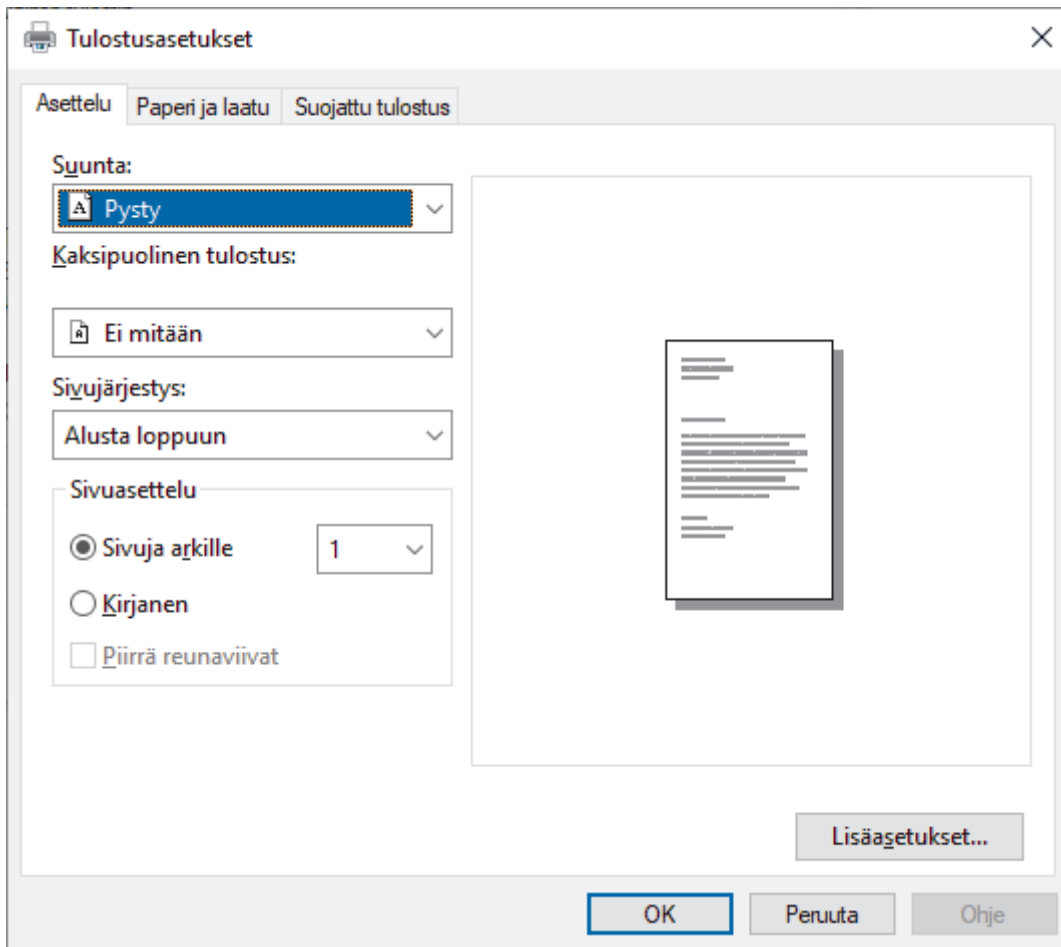 Tulostusasetukset
Asettelu
Paperi ja laatu
Suojattu tulostus
Suunta:
Pysty
Kaksipuolinen tulostus:
Ei mitään
Sivujärjestys:
Alusta loppuun
Sivuasettelu
Sivuja arkille
1
Kirjanen
Piirrä reunaviivat
Lisäasetukset...
OK
Peruuta
Ohje